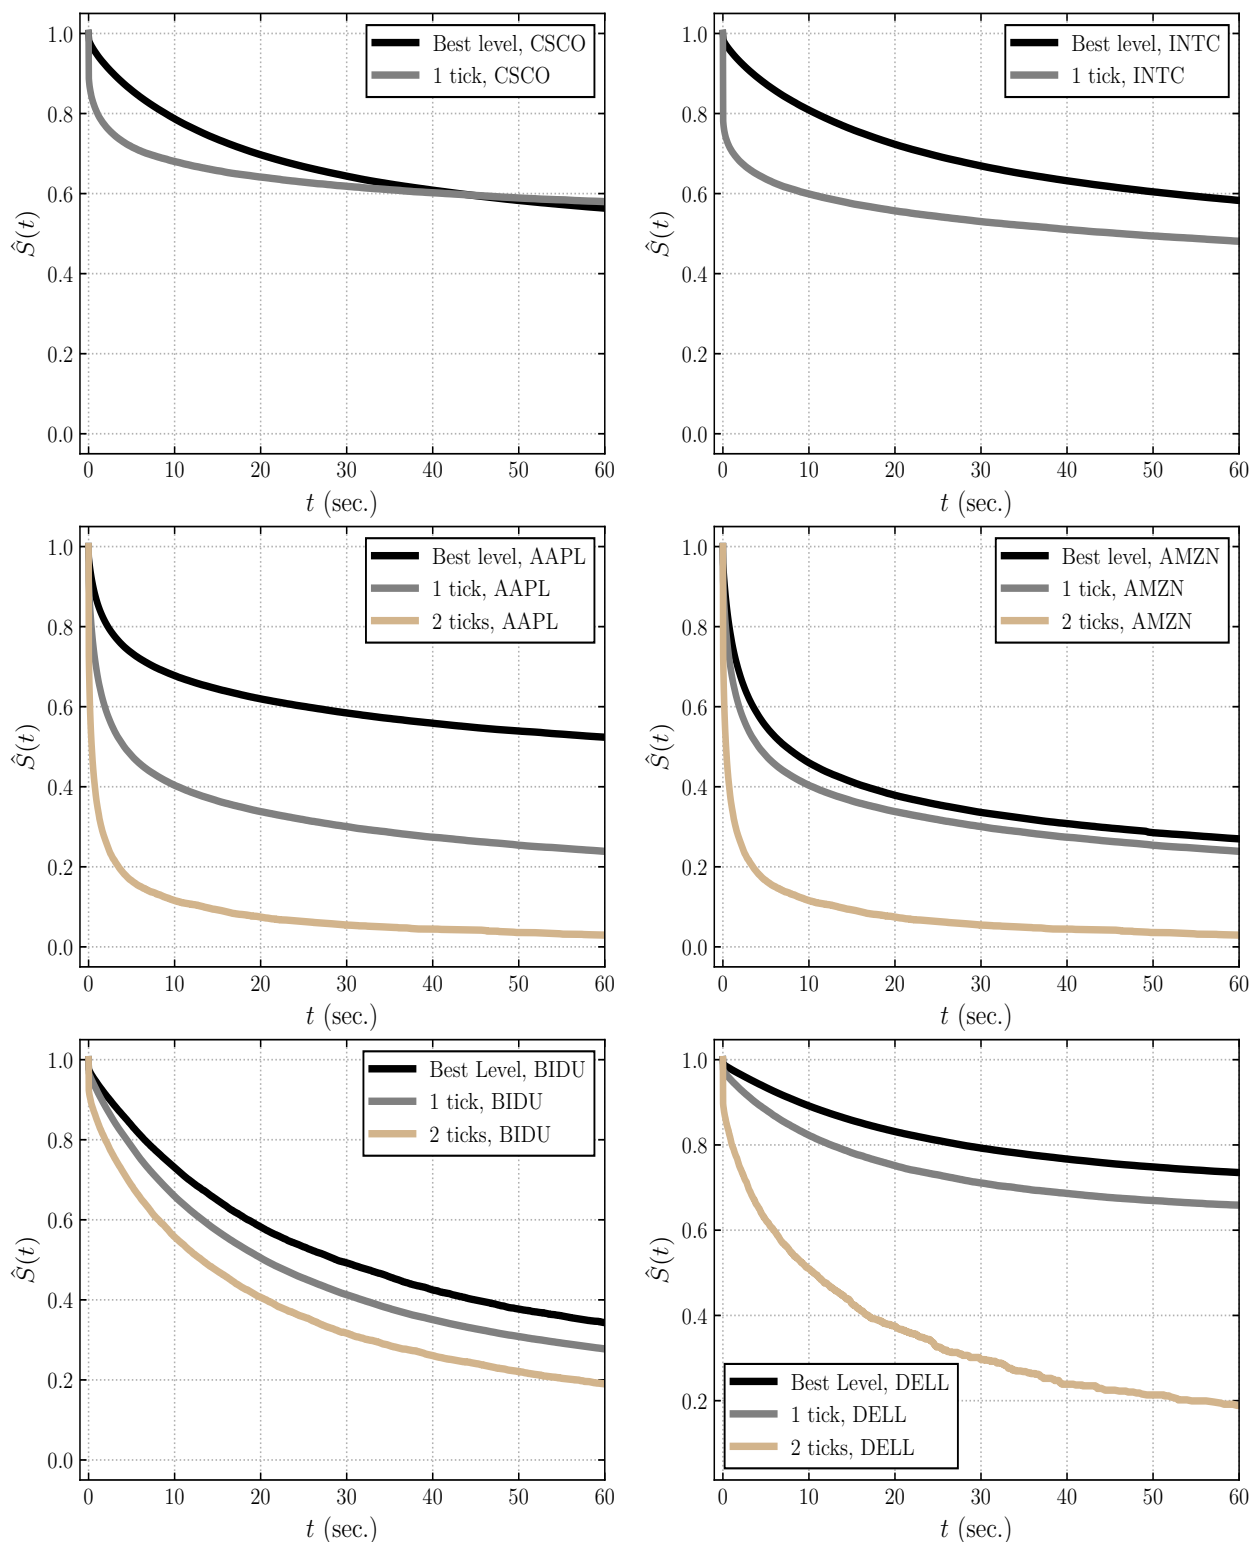 1.0
0.8
0.6
0.4
0.2
0.0
Ŝ(t)
Best level, CSCO
1 tick, CSCO
0 10 20 30 40 50 60
t (sec.)
1.0
0.8
0.6
0.4
0.2
0.0
Ŝ(t)
Best level, INTC
1 tick, INTC
0 10 20 30 40 50 60
t (sec.)
1.0
0.8
0.6
0.4
0.2
0.0
Ŝ(t)
Best level, AAPL
1 tick, AAPL
2 ticks, AAPL
0 10 20 30 40 50 60
t (sec.)
1.0
0.8
0.6
0.4
0.2
0.0
Ŝ(t)
Best level, AMZN
1 tick, AMZN
2 ticks, AMZN
0 10 20 30 40 50 60
t (sec.)
1.0
0.8
0.6
0.4
0.2
0.0
Ŝ(t)
Best Level, BIDU
1 tick, BIDU
2 ticks, BIDU
0 10 20 30 40 50 60
t (sec.)
1.0
0.8
0.6
0.4
0.2
Ŝ(t)
Best Level, DELL
1 tick, DELL
2 ticks, DELL
0 10 20 30 40 50 60
t (sec.)